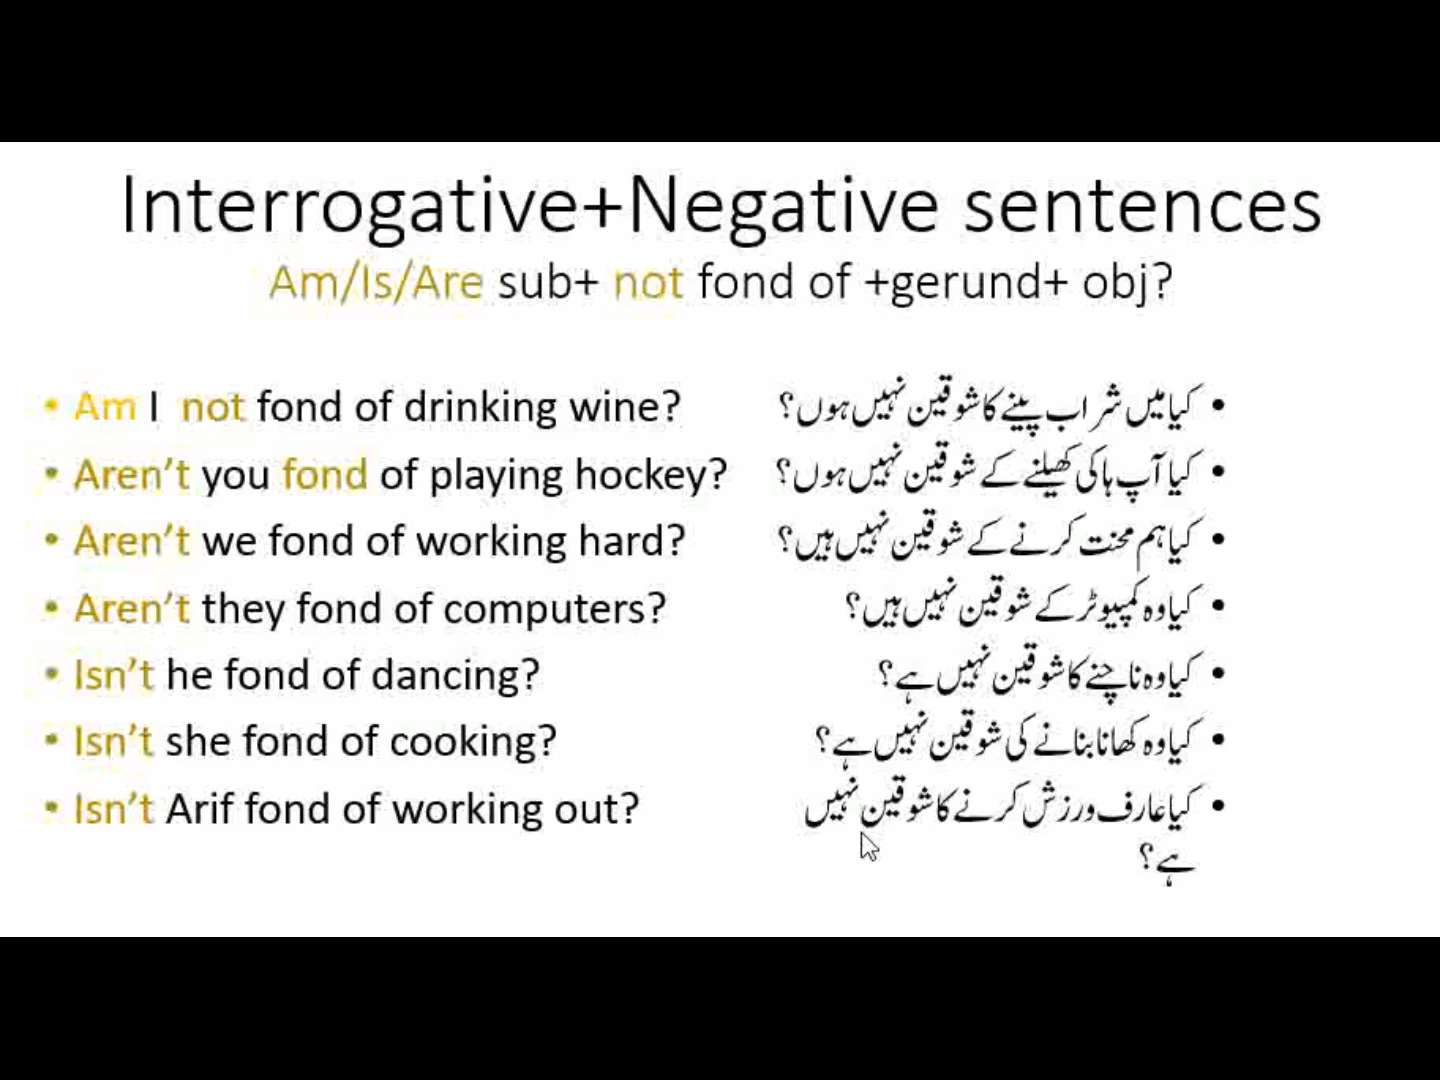 Interrogative+Negative sentences
Am/Is/Are sub+ not fond of +gerund+ obj?
• Am I not fond of drinking wine?
• Aren't you fond of playing hockey?
• Aren't we fond of working hard?
• Aren't they fond of computers?
• Isn't he fond of dancing?
• Isn't she fond of cooking?
• Isn't Arif fond of working out?
• کیا میں شراب پینے کا شوقین نہیں ہوں؟
• کیا آپ ہاکی کھیلنے کے شوقین نہیں ہوں؟
• کیا ہم محنت کرنے کے شوقین نہیں ہیں؟
• کیا وہ کمپیوٹر کے شوقین نہیں ہیں؟
• کیا وہ ناچنے کا شوقین نہیں ہے؟
• کیا وہ کھانا بنانے کی شوقین نہیں ہے؟
• کیا عارف ورزش کرنے کا شوقین نہیں
ہے؟